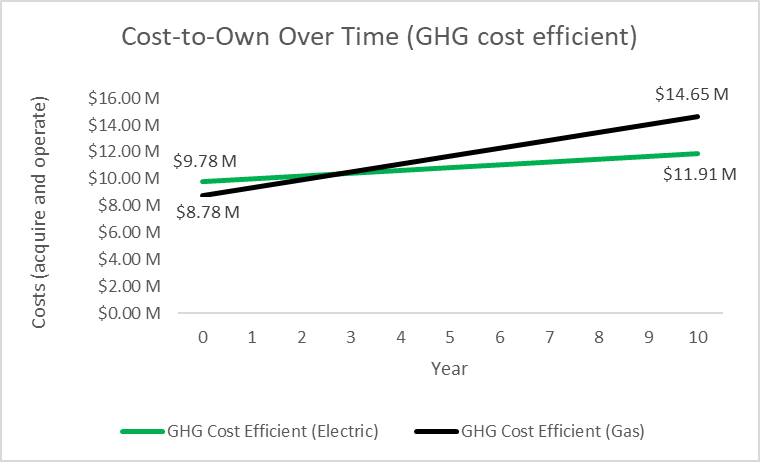 Cost-to-Own Over Time (GHG cost efficient)
Costs (acquire and operate)
$16.00 M
$14.00 M
$12.00 M
$10.00 M
$8.00 M
$6.00 M
$4.00 M
$2.00 M
$0.00 M
$9.78 M
$8.78 M
$14.65 M
$11.91 M
0 1 2 3 4 5 6 7 8 9 10
Year
GHG Cost Efficient (Electric) GHG Cost Efficient (Gas)